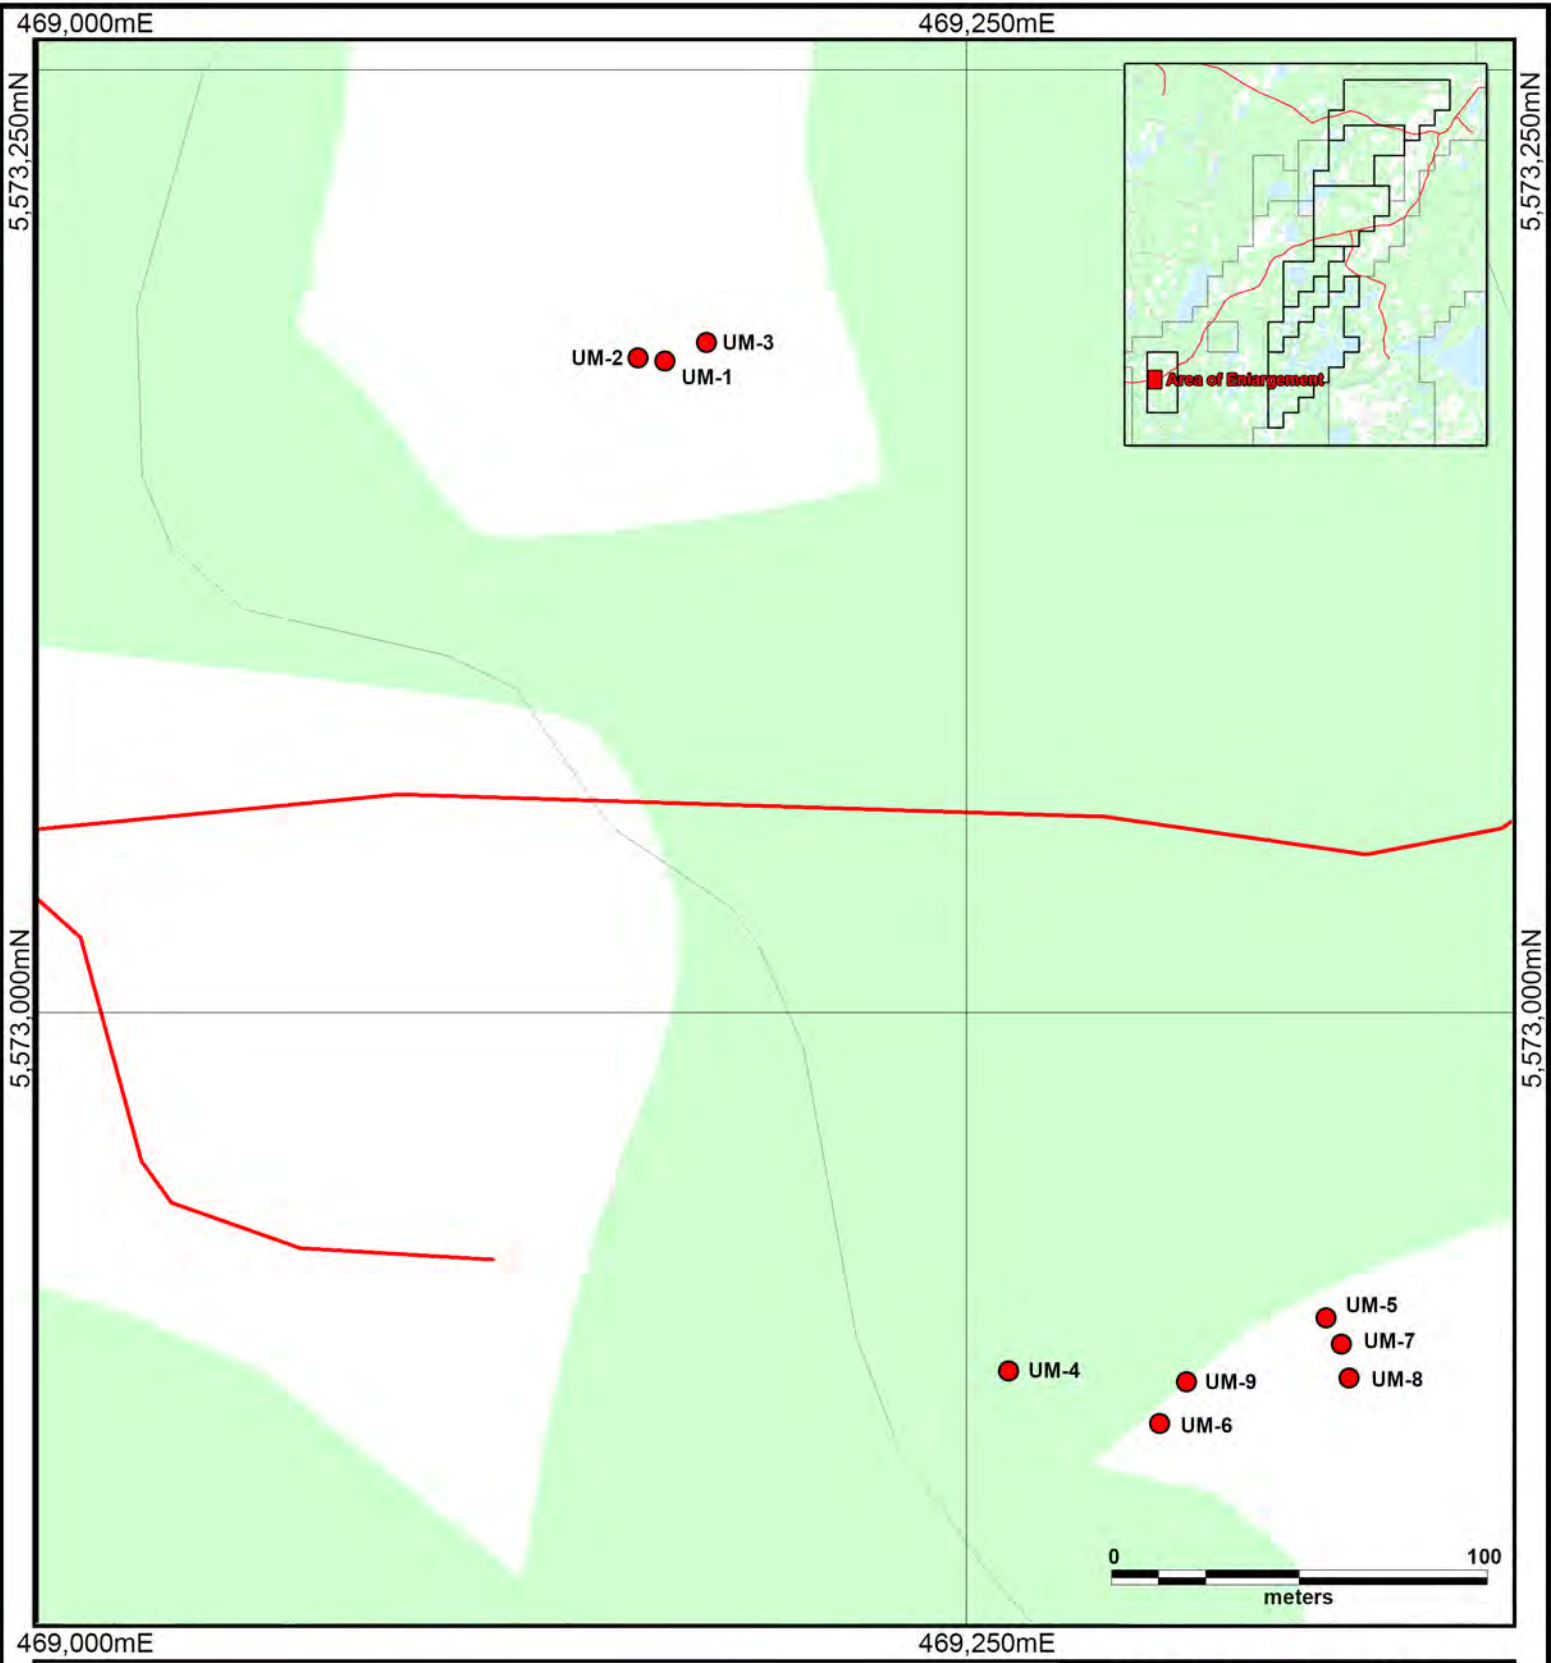 469,000mE
469,250mE
5,573,250mN
5,573,250mN
Area of Enlargement
UM-3
UM-2
UM-1
5,573,000mN
5,573,000mN
UM-5
UM-7
UM-4
UM-8
UM-9
UM-6
0
100
meters
469,000mE
469,250mE